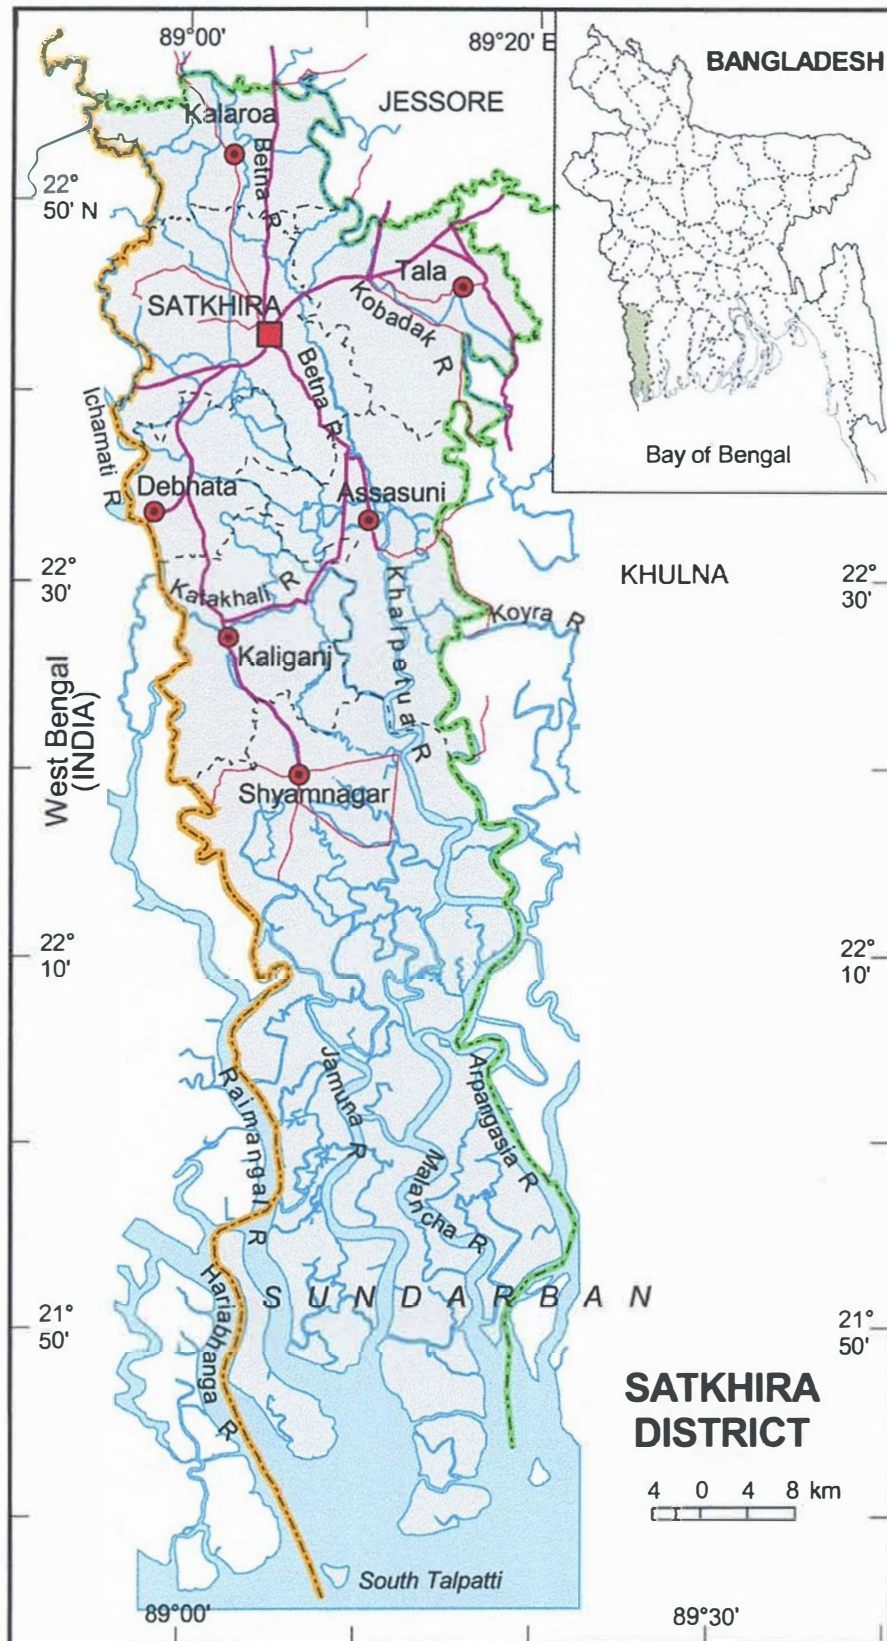 89°00'
89°20' E
BANGLADESH
JESSORE
Kalaroa
Betna R
22°
50' N
Tala
SATKHIRA
Kobadak R
Betna R
Ichamati R
Bay of Bengal
Debhata
Assasuni
22°
30'
KHULNA
22°
30'
Kafakhali R
Kholpetua R
Koyra R
Kaliganj
West Bengal
(INDIA)
Shyamnagar
22°
10'
22°
10'
Raimangal R
Jamuna R
Arpangasia R
Malancha R
Hariabhanga R
SUNDARBAN
21°
50'
21°
50'
SATKHIRA
DISTRICT
4 0 4 8 km
South Talpatti
89°00'
89°30'